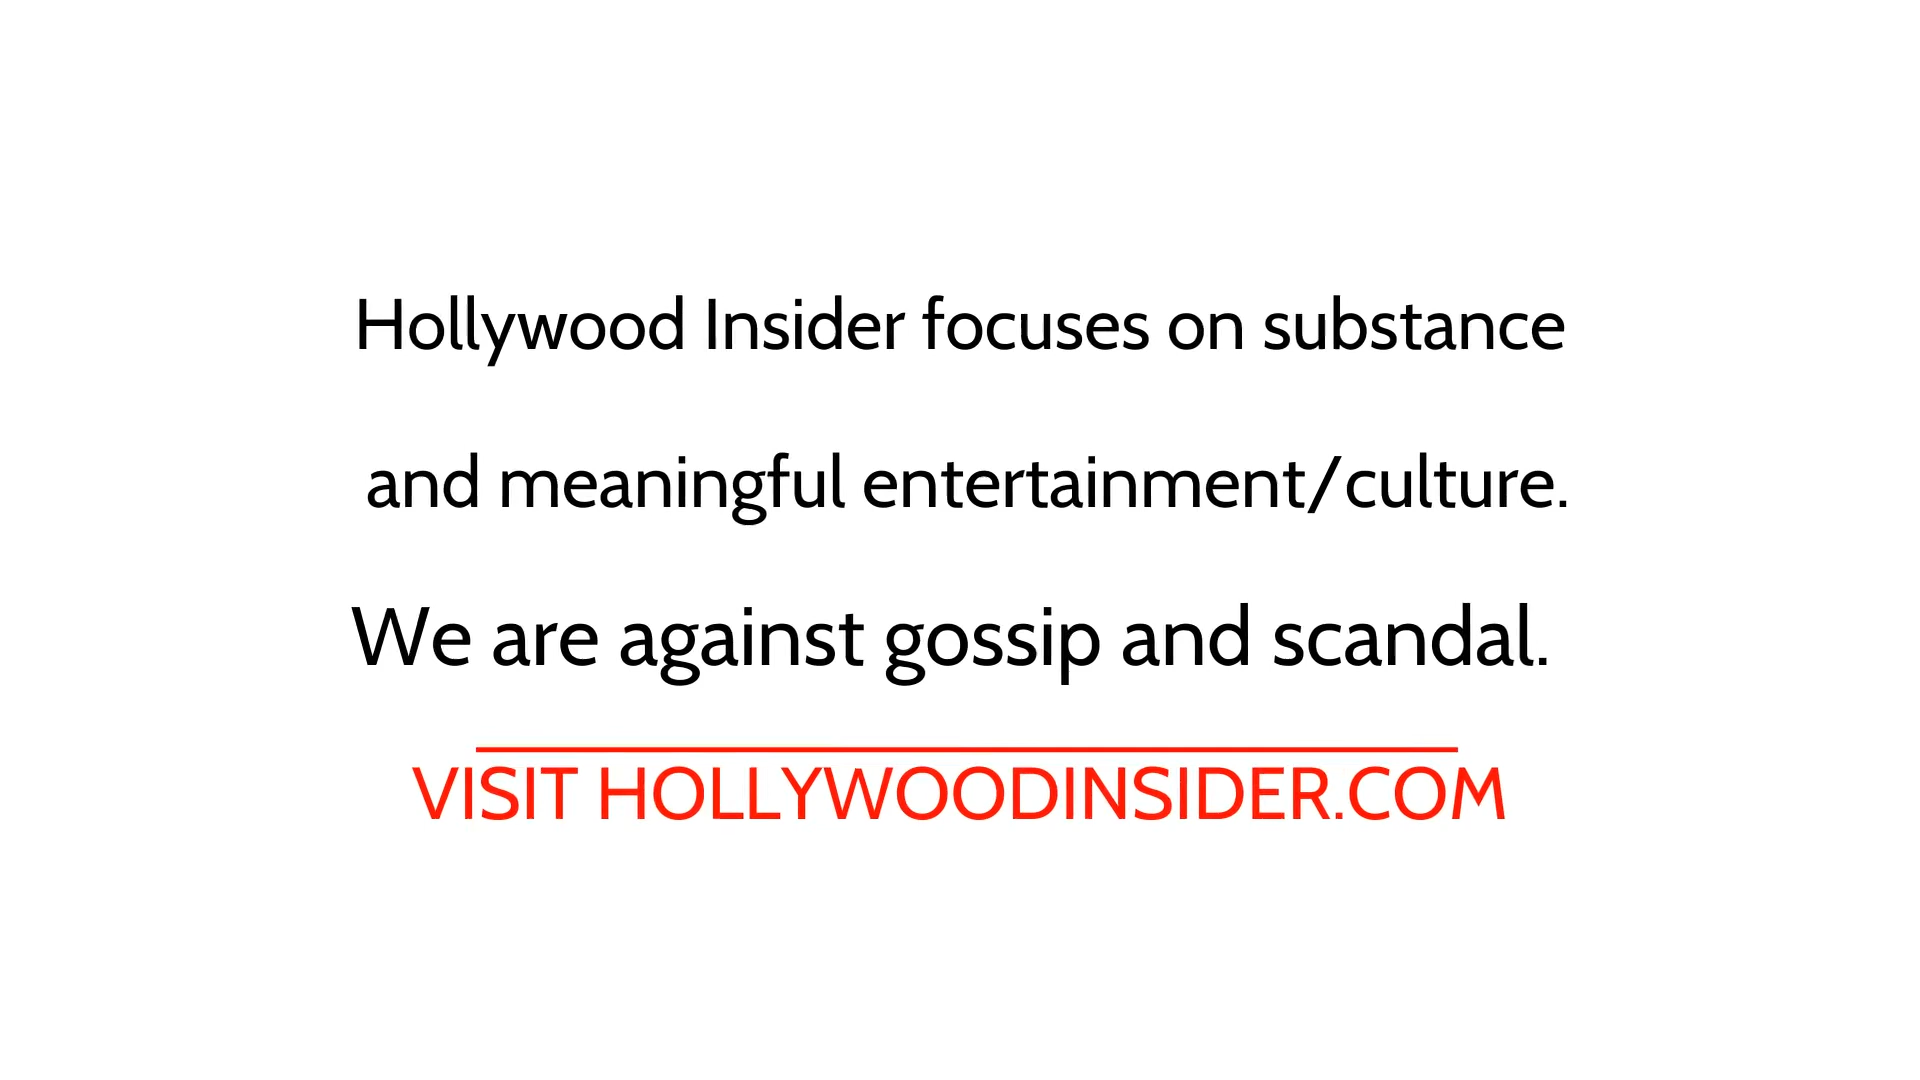 Hollywood Insider focuses on substance
and meaningful entertainment/culture.
We are against gossip and scandal.
VISIT HOLLYWOODINSIDER.COM